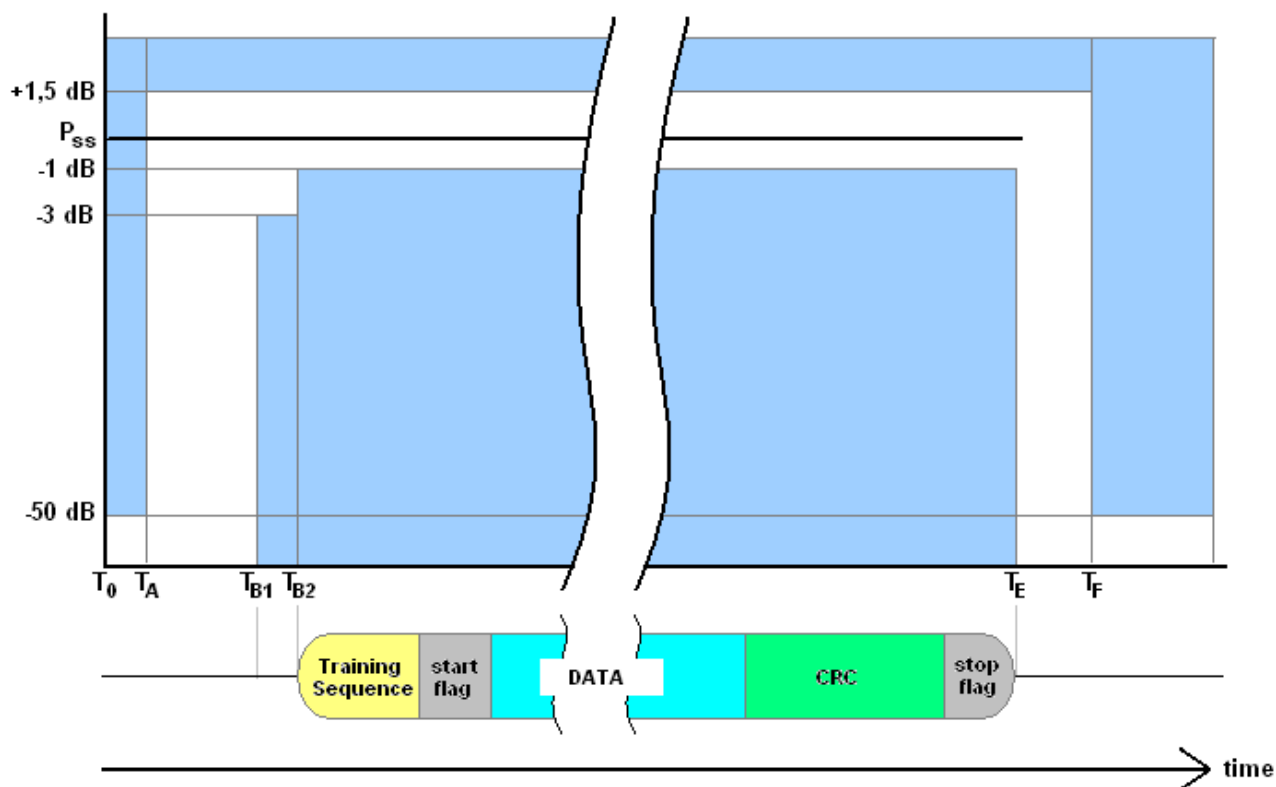 +1,5 dB
Pss
-1 dB
-3 dB
-50 dB
T0 TA TB1 TB2 TE TF
Training
Sequence
start
flag
DATA
CRC
stop
flag
time